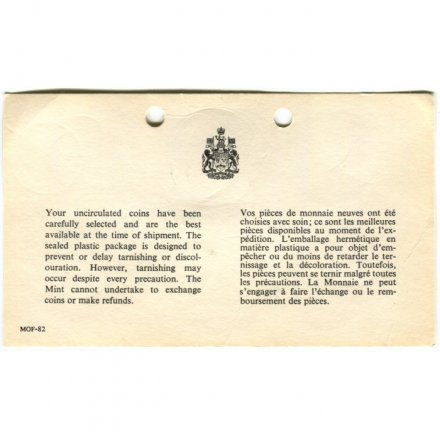 Your uncirculated coins have been
carefully selected and are the best
available at the time of shipment. The
sealed plastic package is designed to
prevent or delay tarnishing or discol-
ouration. However, tarnishing may
occur despite every precaution. The
Mint cannot undertake to exchange
coins or make refunds.
Vos pièces de monnaie neuves ont été
choisies avec soin; ce sont les meilleures
pièces disponibles au moment de l'ex-
pédition. L'emballage hermétique en
matière plastique a pour objet d'em-
pêcher ou du moins de retarder le ter-
nissage et la décoloration. Toutefois,
les pièces peuvent se ternir malgré toutes
les précautions. La Monnaie ne peut
s'engager à faire l'échange ou le rem-
boursement des pièces.
MOF-82